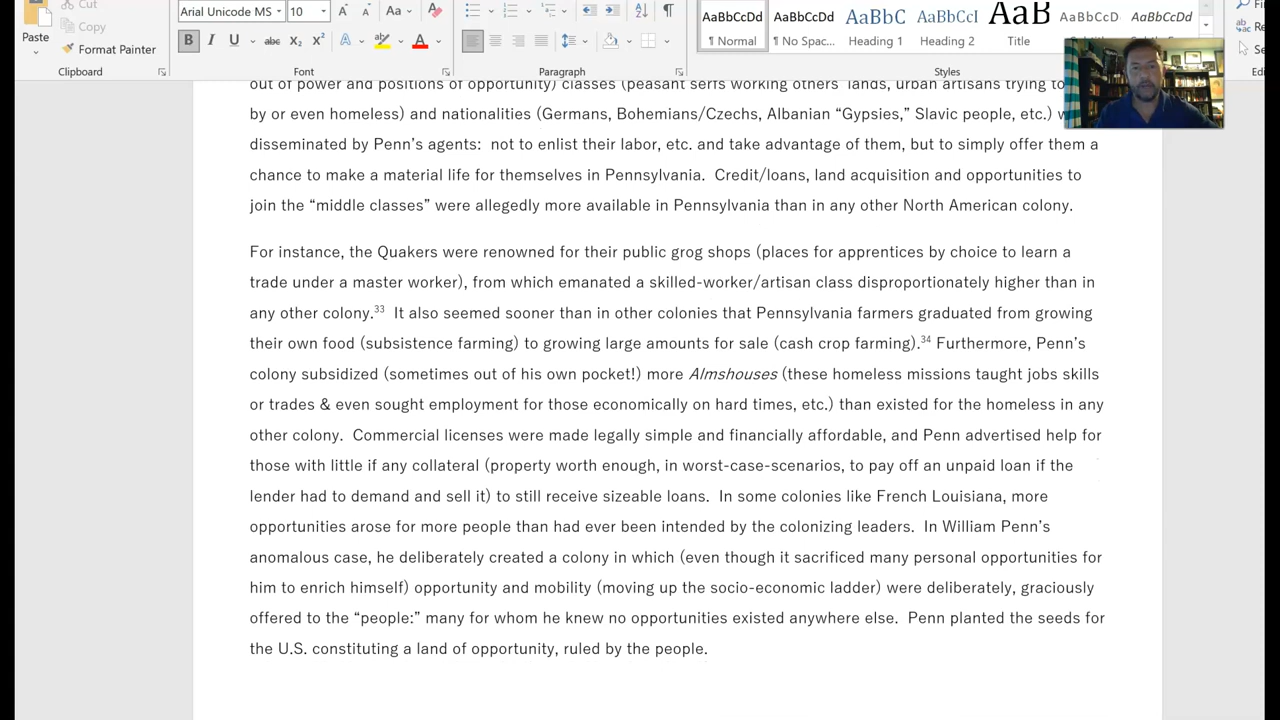 Cut
Copy
Paste
Format Painter
Clipboard
Arial Unicode MS
10
A
A
Aa
A
B
I
U
abc
X₂
X²
A
A
Font
Paragraph
AaBbCcDd
¶ Normal
AaBbCcDd
¶ No Spac...
AaBbC
Heading 1
AaBbCcI
Heading 2
AaB
Title
AaBbCcD
AaBbCcDd
Styles
out of power and positions of opportunity) classes (peasant serfs working others' lands, urban artisans trying to
by or even homeless) and nationalities (Germans, Bohemians/Czechs, Albanian “Gypsies,” Slavic people, etc.)
disseminated by Penn’s agents: not to enlist their labor, etc. and take advantage of them, but to simply offer them a
chance to make a material life for themselves in Pennsylvania. Credit/loans, land acquisition and opportunities to
join the “middle classes” were allegedly more available in Pennsylvania than in any other North American colony.
For instance, the Quakers were renowned for their public grog shops (places for apprentices by choice to learn a
trade under a master worker), from which emanated a skilled-worker/artisan class disproportionately higher than in
any other colony.³³ It also seemed sooner than in other colonies that Pennsylvania farmers graduated from growing
their own food (subsistence farming) to growing large amounts for sale (cash crop farming).³⁴ Furthermore, Penn’s
colony subsidized (sometimes out of his own pocket!) more Almshouses (these homeless missions taught jobs skills
or trades & even sought employment for those economically on hard times, etc.) than existed for the homeless in any
other colony. Commercial licenses were made legally simple and financially affordable, and Penn advertised help for
those with little if any collateral (property worth enough, in worst-case-scenarios, to pay off an unpaid loan if the
lender had to demand and sell it) to still receive sizeable loans. In some colonies like French Louisiana, more
opportunities arose for more people than had ever been intended by the colonizing leaders. In William Penn’s
anomalous case, he deliberately created a colony in which (even though it sacrificed many personal opportunities for
him to enrich himself) opportunity and mobility (moving up the socio-economic ladder) were deliberately, graciously
offered to the “people:” many for whom he knew no opportunities existed anywhere else. Penn planted the seeds for
the U.S. constituting a land of opportunity, ruled by the people.